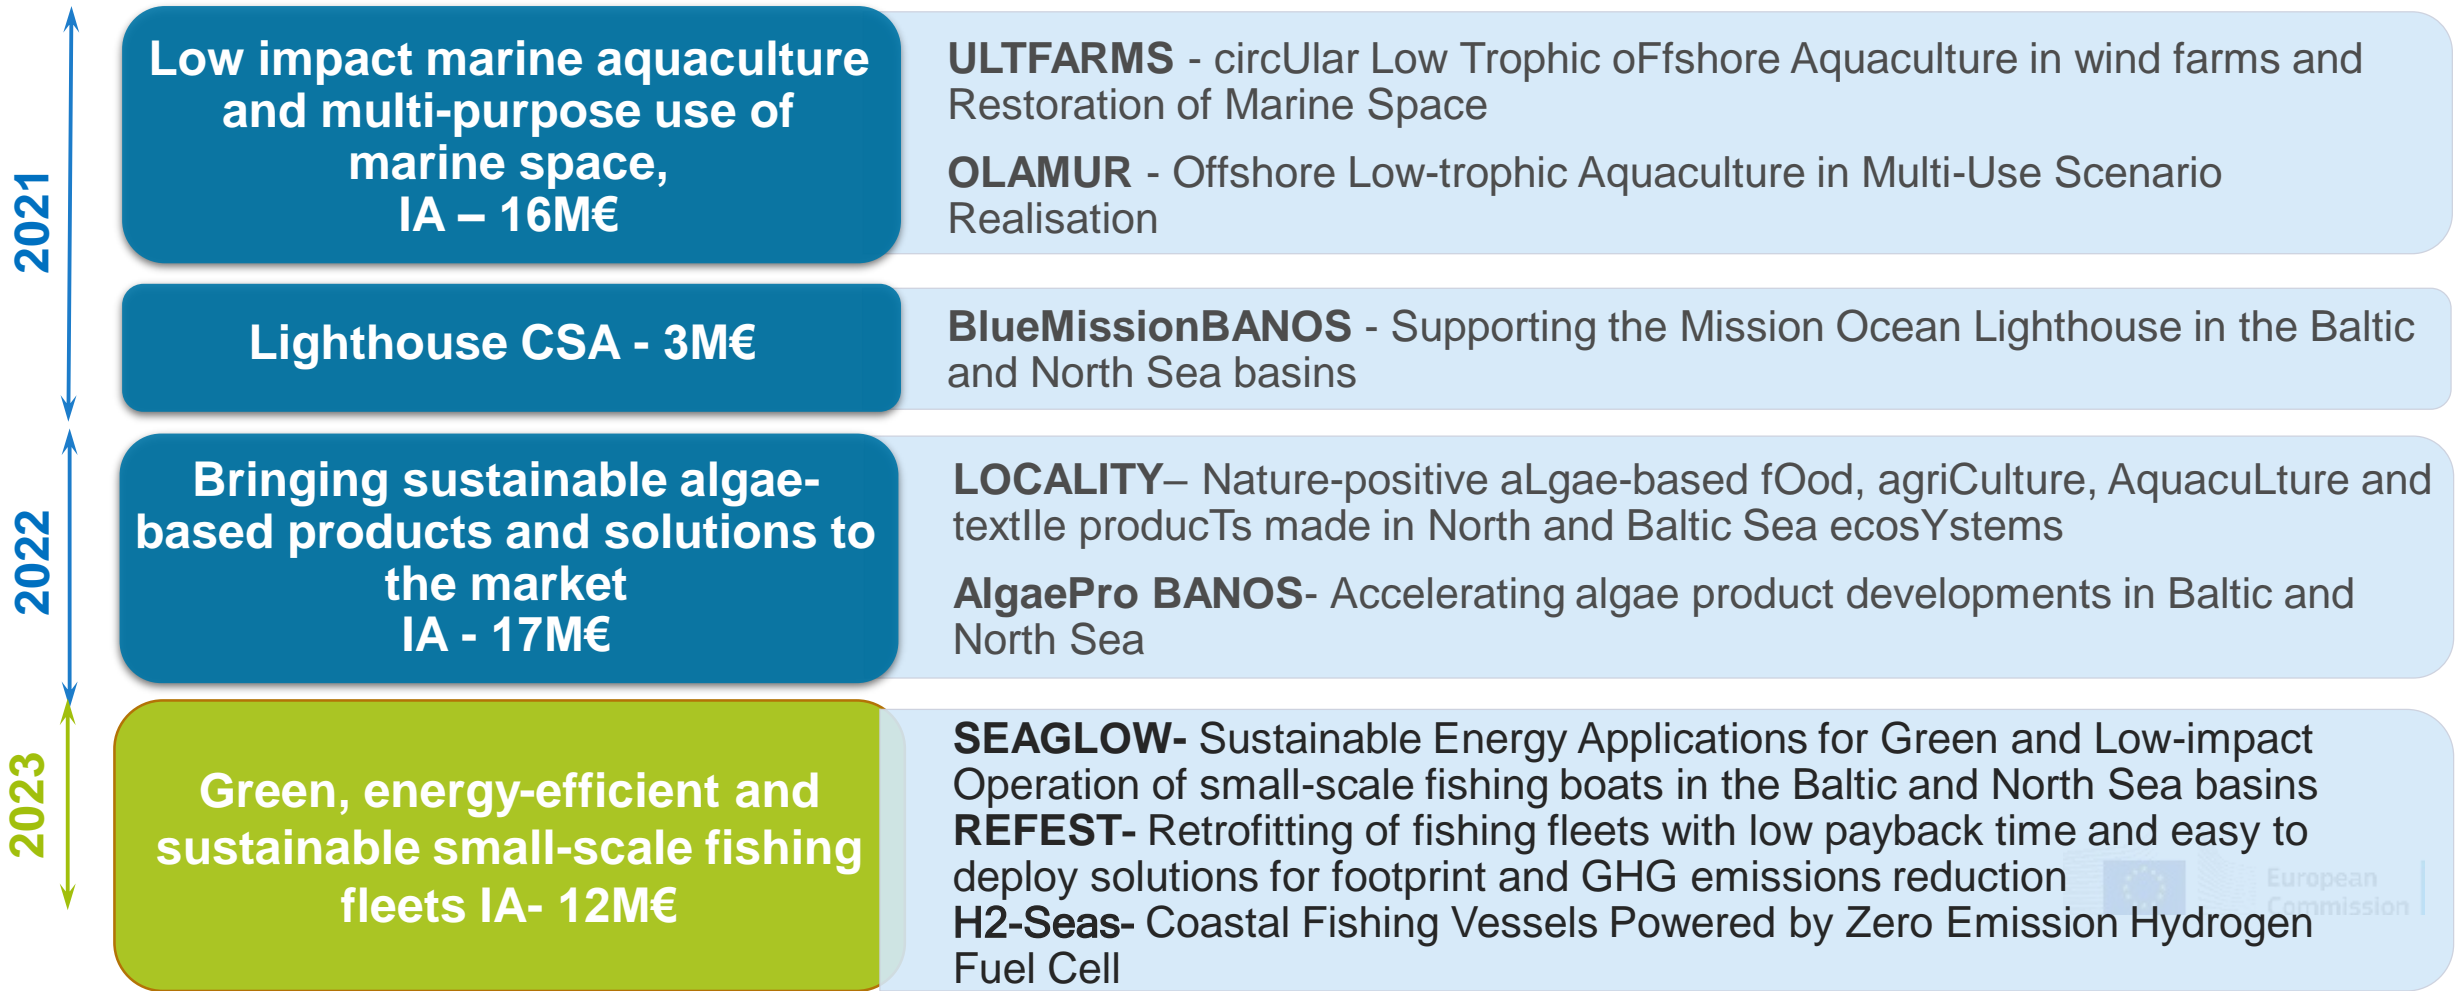 2021
Low impact marine aquaculture
and multi-purpose use of
marine space,
IA – 16M€
ULTFARMS - circUlar Low Trophic oFfshore Aquaculture in wind farms and
Restoration of Marine Space
OLAMUR - Offshore Low-trophic Aquaculture in Multi-Use Scenario
Realisation
Lighthouse CSA - 3M€
BlueMissionBANOS - Supporting the Mission Ocean Lighthouse in the Baltic
and North Sea basins
2022
Bringing sustainable algae-
based products and solutions to
the market
IA - 17M€
LOCALITY– Nature-positive aLgae-based fOod, agriCulture, AquacuLture and
textIle producTs made in North and Baltic Sea ecosYstems
AlgaePro BANOS- Accelerating algae product developments in Baltic and
North Sea
2023
Green, energy-efficient and
sustainable small-scale fishing
fleets IA- 12M€
SEAGLOW- Sustainable Energy Applications for Green and Low-impact
Operation of small-scale fishing boats in the Baltic and North Sea basins
REFEST- Retrofitting of fishing fleets with low payback time and easy to
deploy solutions for footprint and GHG emissions reduction
H2-Seas- Coastal Fishing Vessels Powered by Zero Emission Hydrogen
Fuel Cell
European
Commission